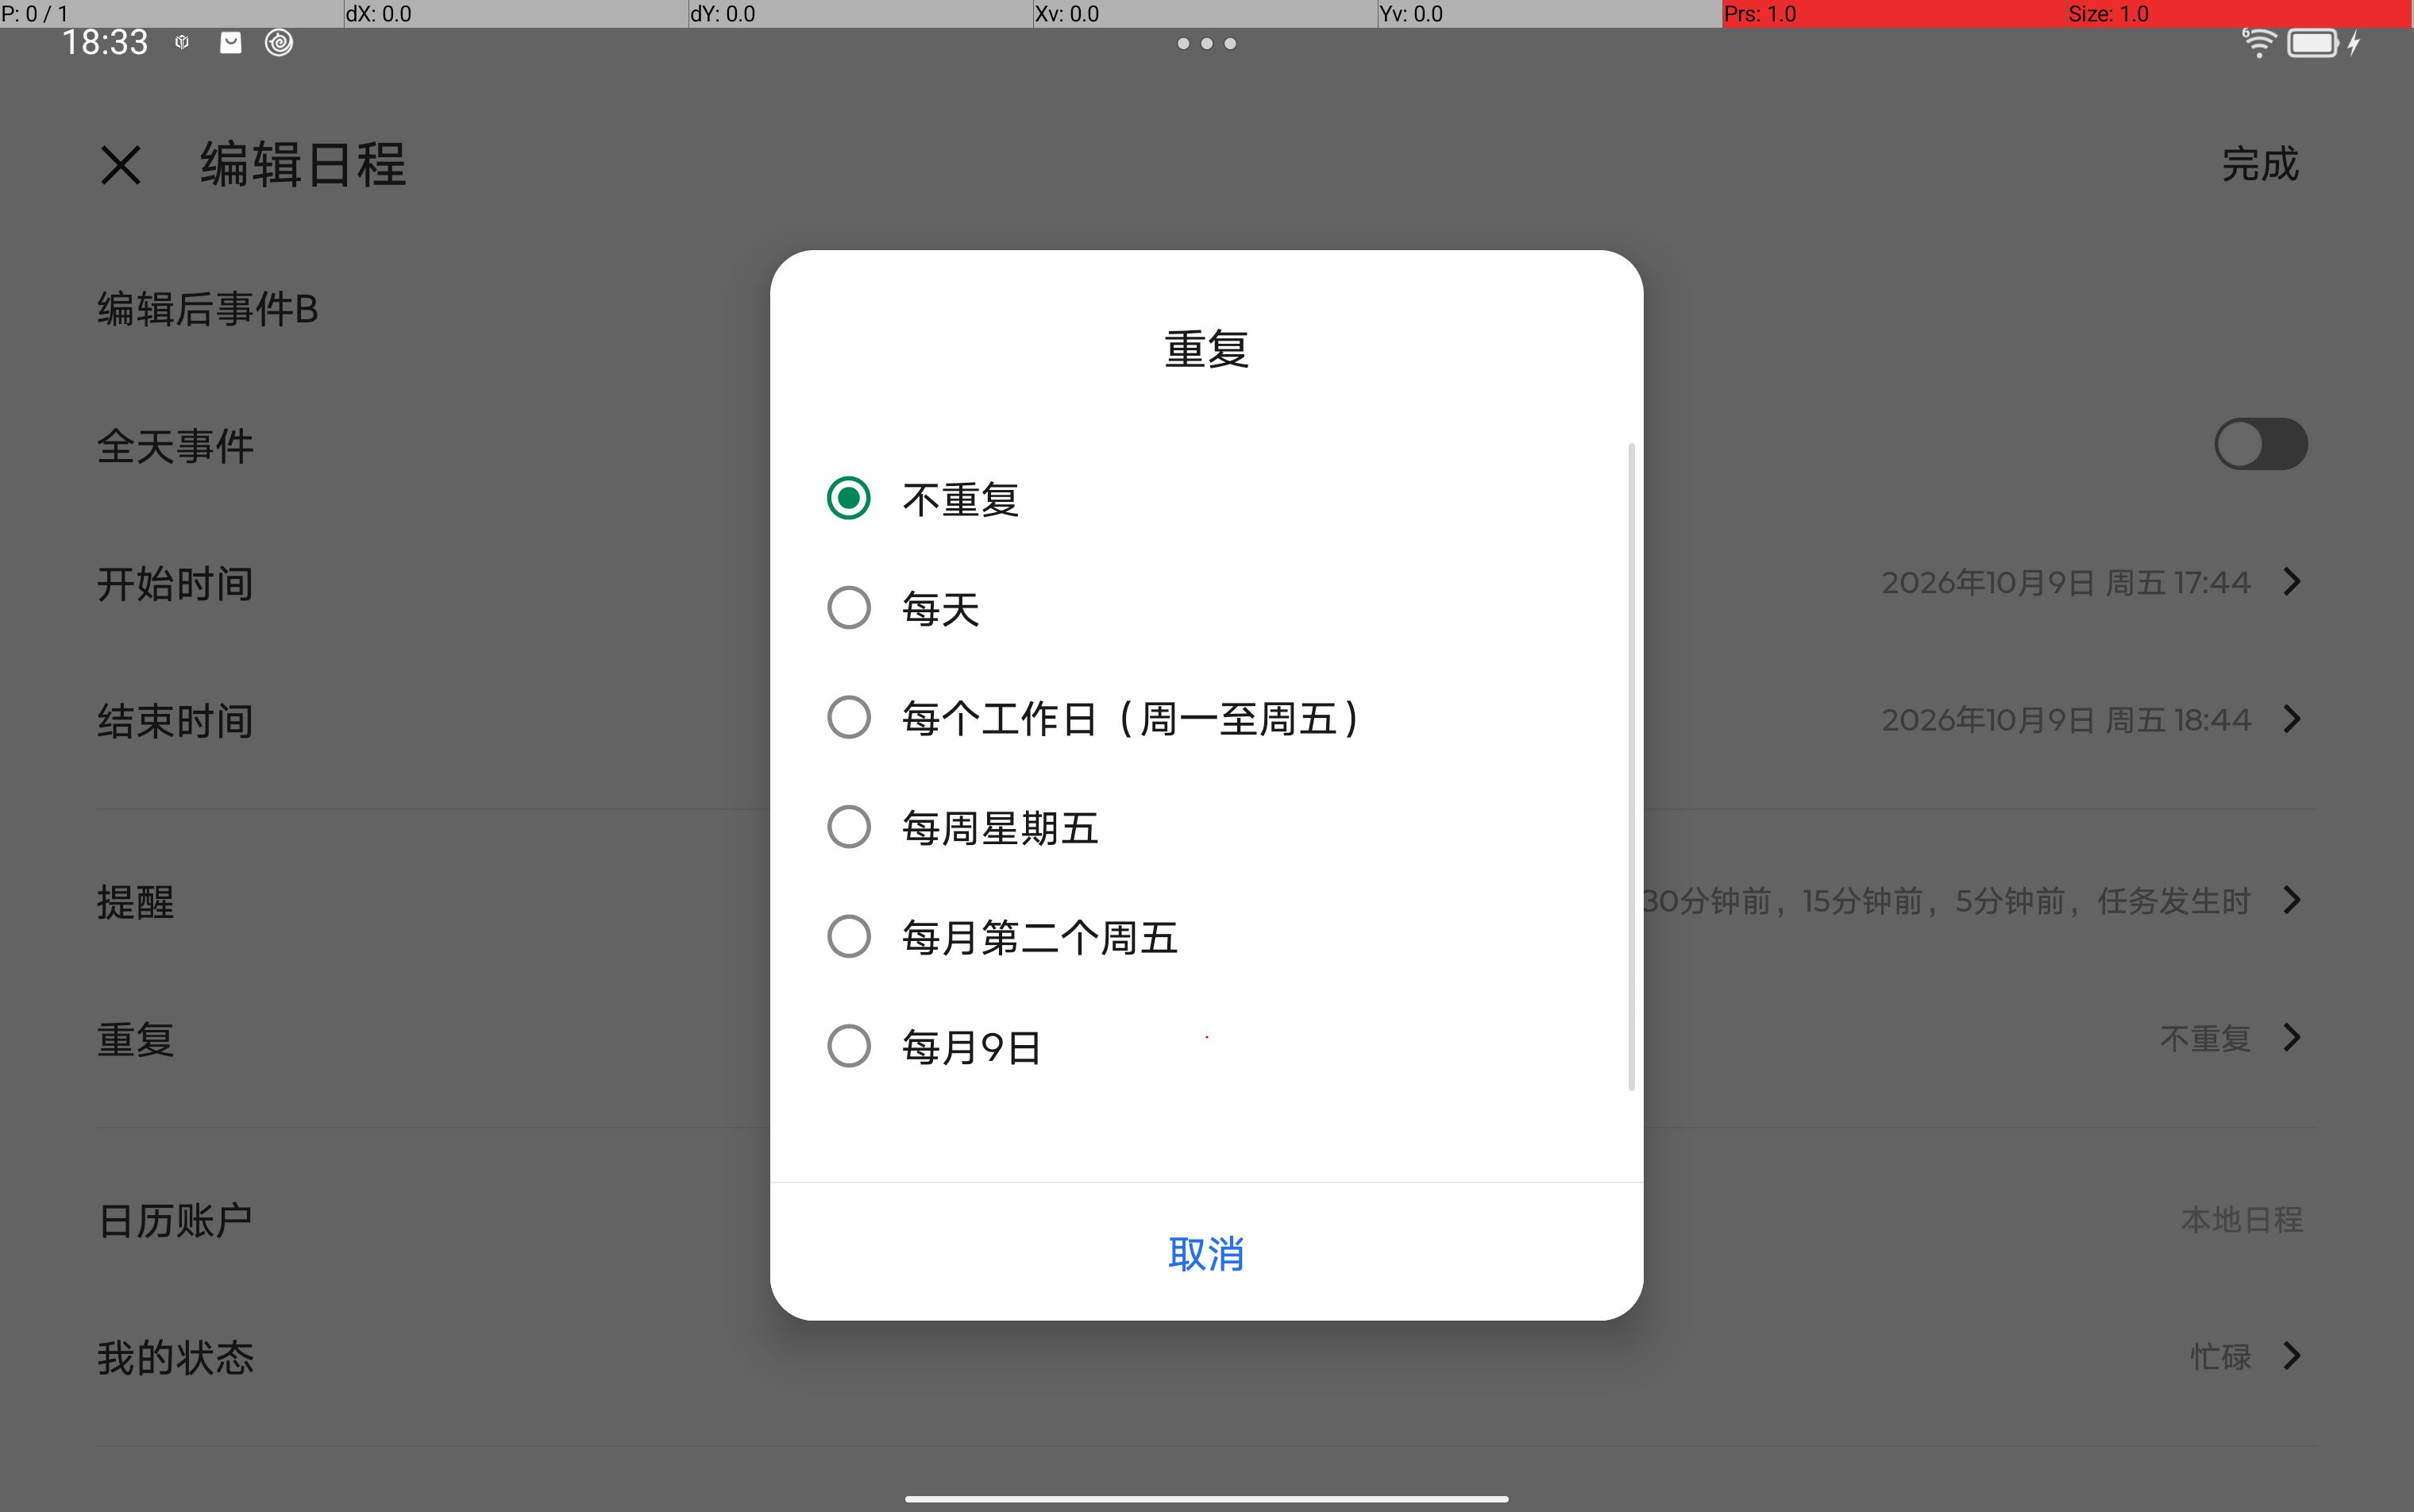 P: 0 / 1 dX: 0.0 dY: 0.0 Xv: 0.0 Yv: 0.0 Prs: 1.0 Size: 1.0
18:33 6
编辑日程 完成
编辑后事件B
全天事件
开始时间 2026年10月9日 周五 17:44
结束时间 2026年10月9日 周五 18:44
提醒 30分钟前，15分钟前，5分钟前，任务发生时
重复 不重复
日历账户 本地日程
我的状态 忙碌
重复
不重复
每天
每个工作日（周一至周五）
每周星期五
每月第二个周五
每月9日
取消